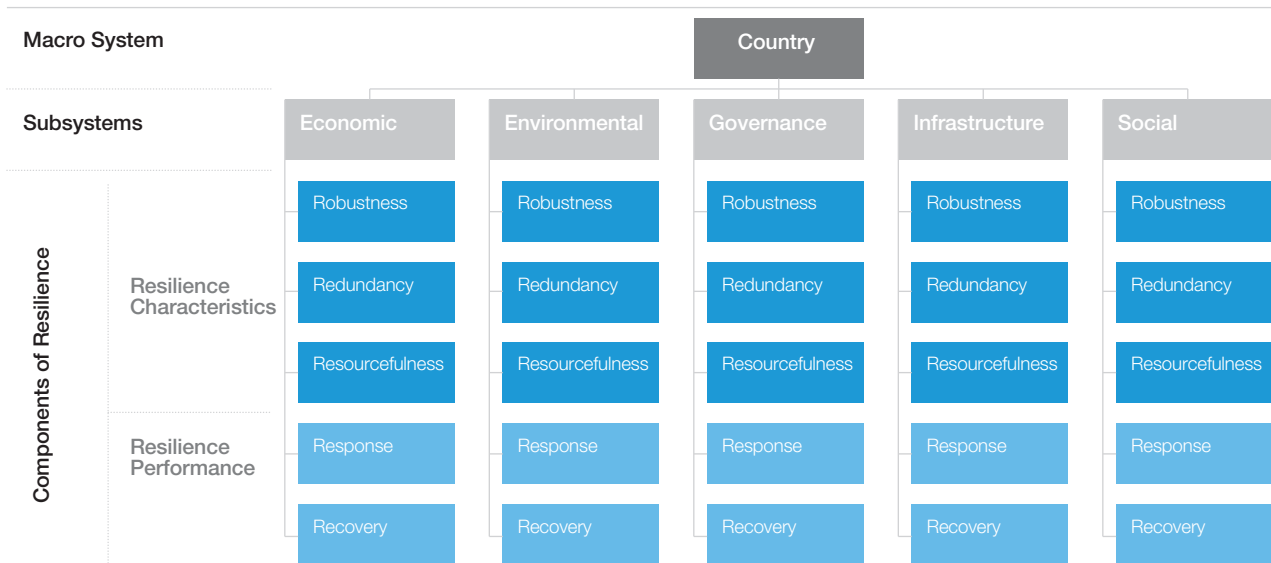 Macro System
Country
Subsystems
Economic
Environmental
Governance
Infrastructure
Social
Components of Resilience
Resilience
Characteristics
Robustness
Robustness
Robustness
Robustness
Robustness
Redundancy
Redundancy
Redundancy
Redundancy
Redundancy
Resourcefulness
Resourcefulness
Resourcefulness
Resourcefulness
Resourcefulness
Resilience
Performance
Response
Response
Response
Response
Response
Recovery
Recovery
Recovery
Recovery
Recovery